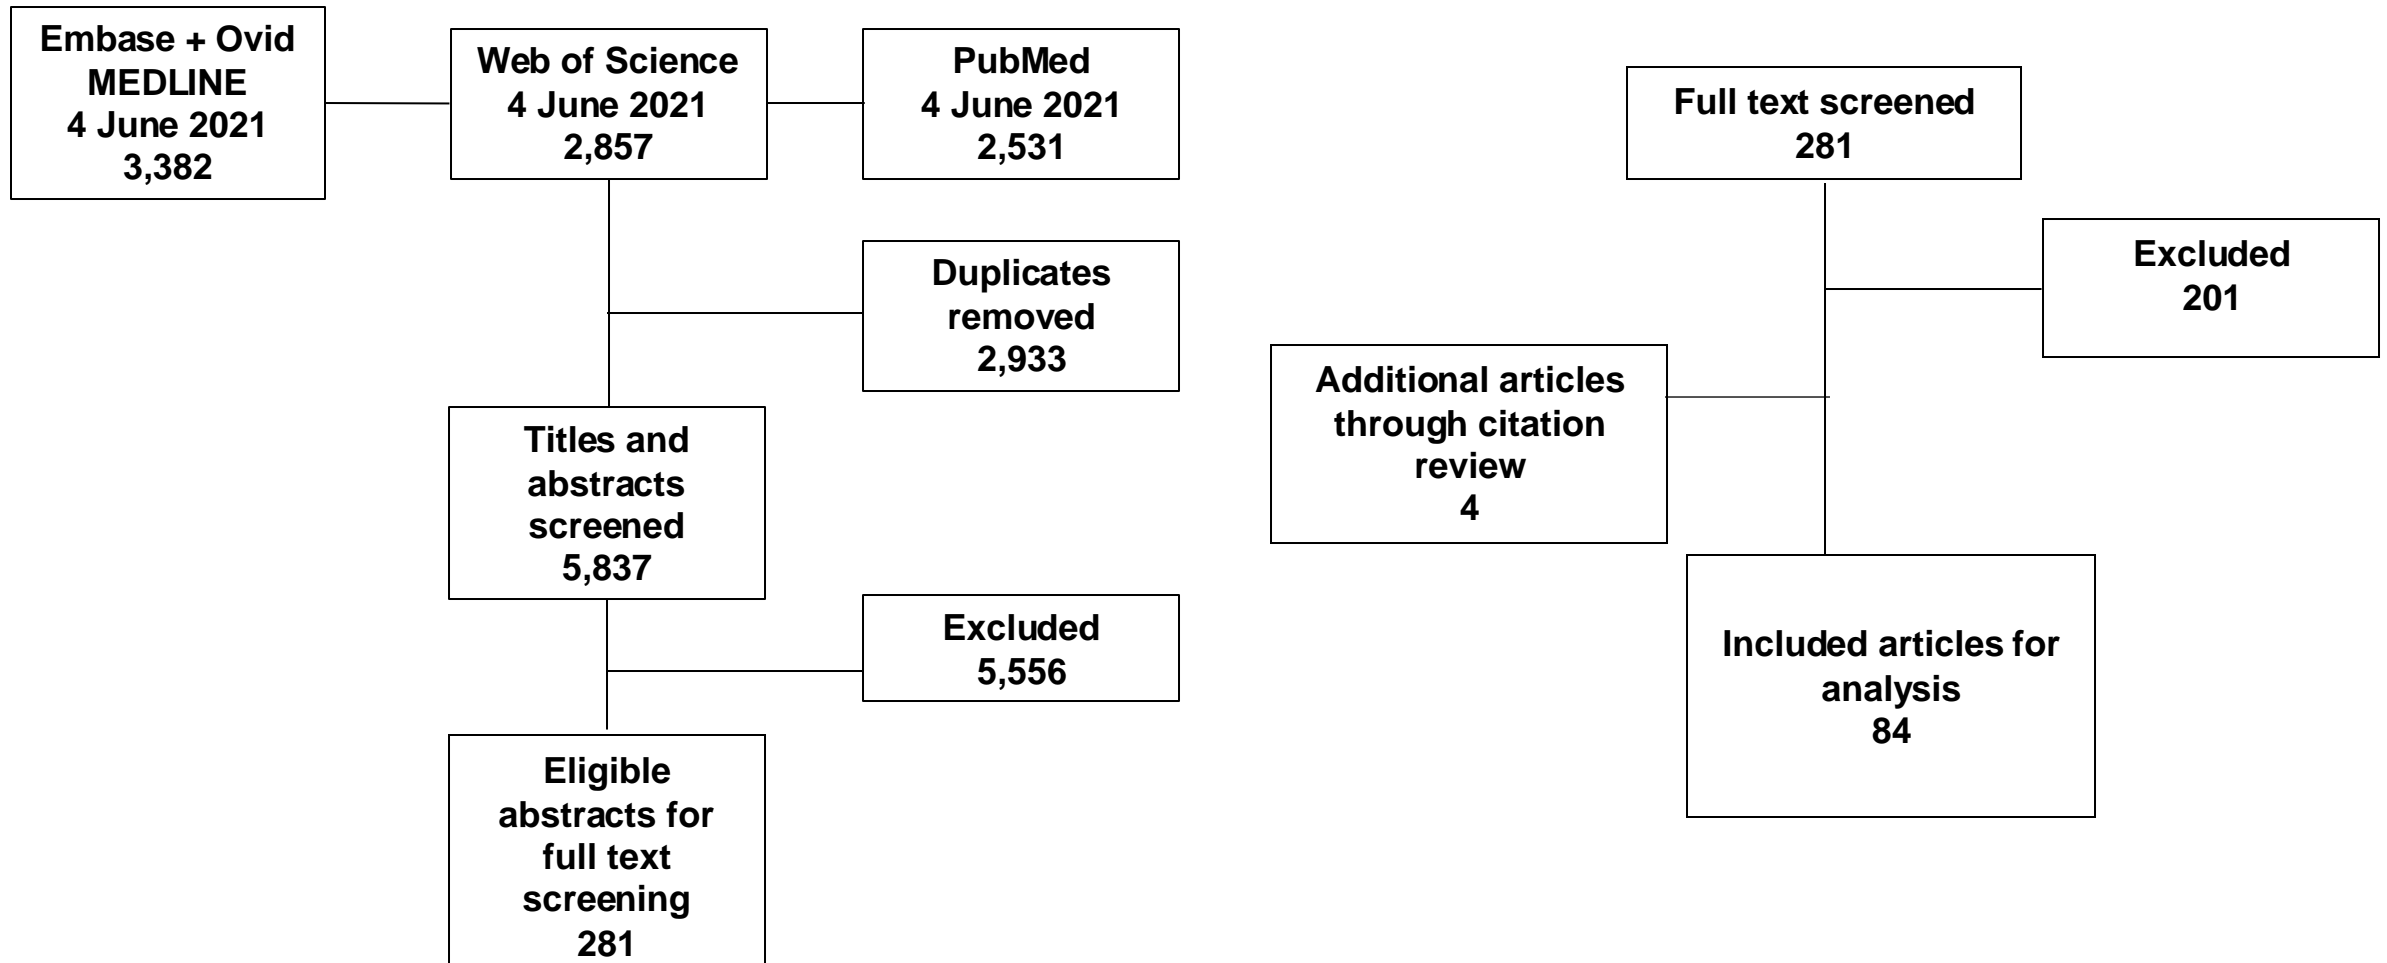 Embase + Ovid
MEDLINE
4 June 2021
3,382
Web of Science
4 June 2021
2,857
PubMed
4 June 2021
2,531
Duplicates
removed
2,933
Titles and
abstracts
screened
5,837
Excluded
5,556
Eligible
abstracts for
full text
screening
281
Full text screened
281
Excluded
201
Additional articles
through citation
review
4
Included articles for
analysis
84